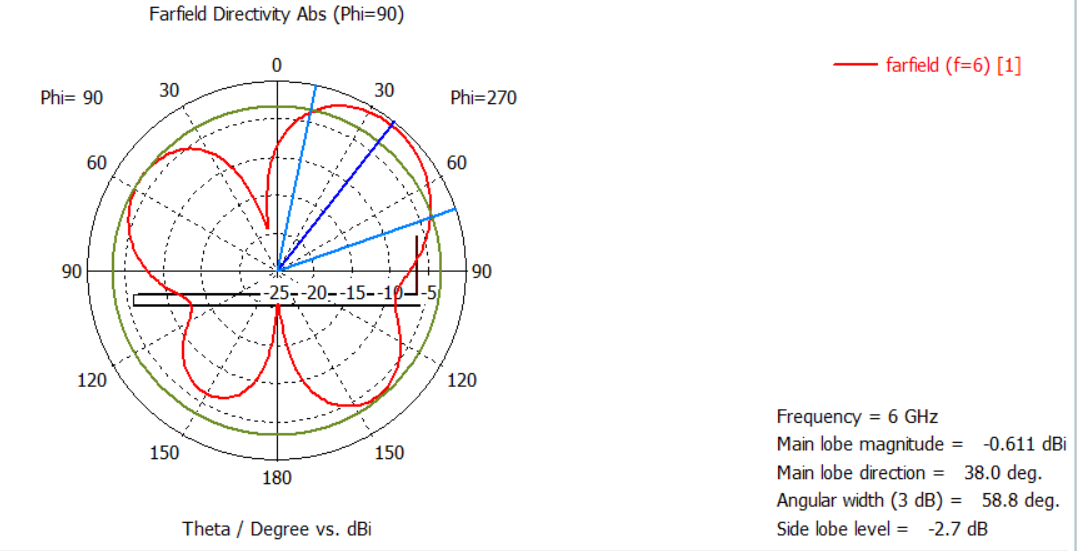 Farfield Directivity Abs (Phi=90)
farfield (f=6) [1]
0
30
30
Phi= 90
Phi=270
60
60
90
90
-25
-20
-15
-10
-5
120
120
150
150
180
Theta / Degree vs. dBi
Frequency = 6 GHz
Main lobe magnitude = -0.611 dBi
Main lobe direction = 38.0 deg.
Angular width (3 dB) = 58.8 deg.
Side lobe level = -2.7 dB